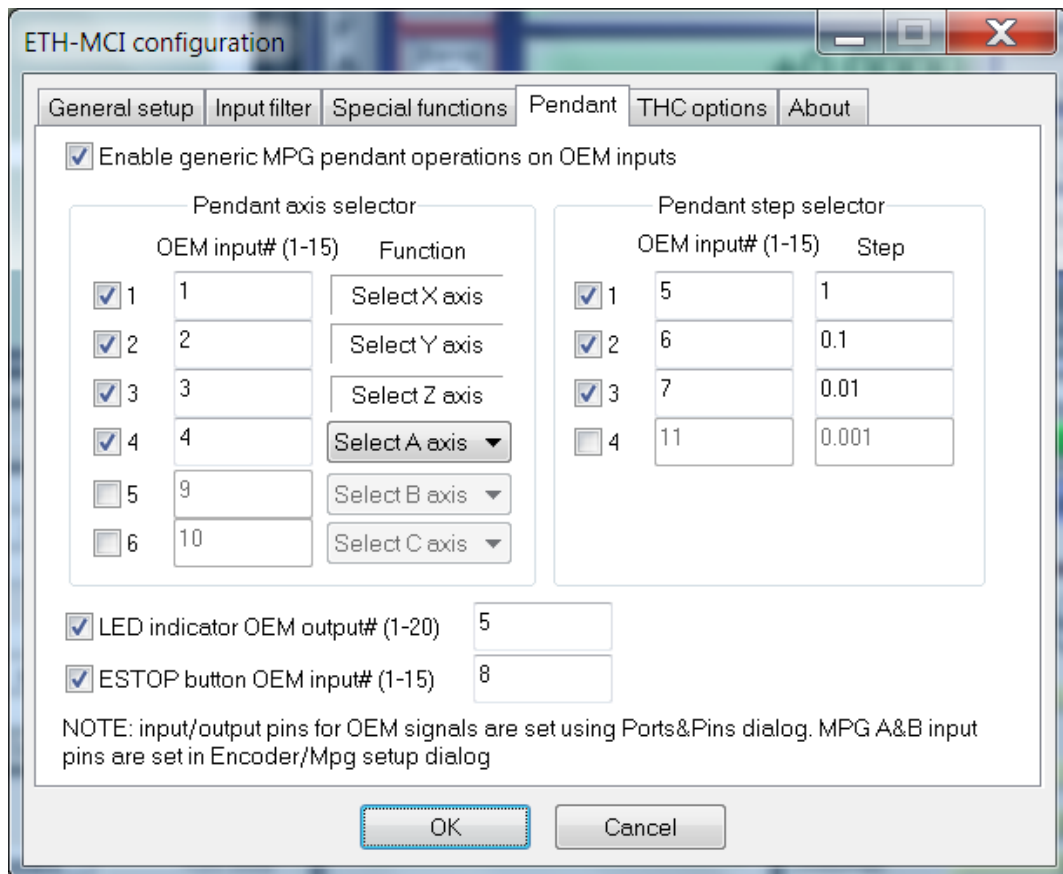 ETH-MCI configuration
General setup Input filter Special functions Pendant THC options About
Enable generic MPG pendant operations on OEM inputs
Pendant axis selector
OEM input# (1-15) Function
1 1 Select X axis
2 2 Select Y axis
3 3 Select Z axis
4 4 Select A axis
5 9 Select B axis
6 10 Select C axis
Pendant step selector
OEM input# (1-15) Step
1 5 1
2 6 0.1
3 7 0.01
4 11 0.001
LED indicator OEM output# (1-20) 5
ESTOP button OEM input# (1-15) 8
NOTE: input/output pins for OEM signals are set using Ports&Pins dialog. MPG A&B input
pins are set in Encoder/Mpg setup dialog
OK Cancel